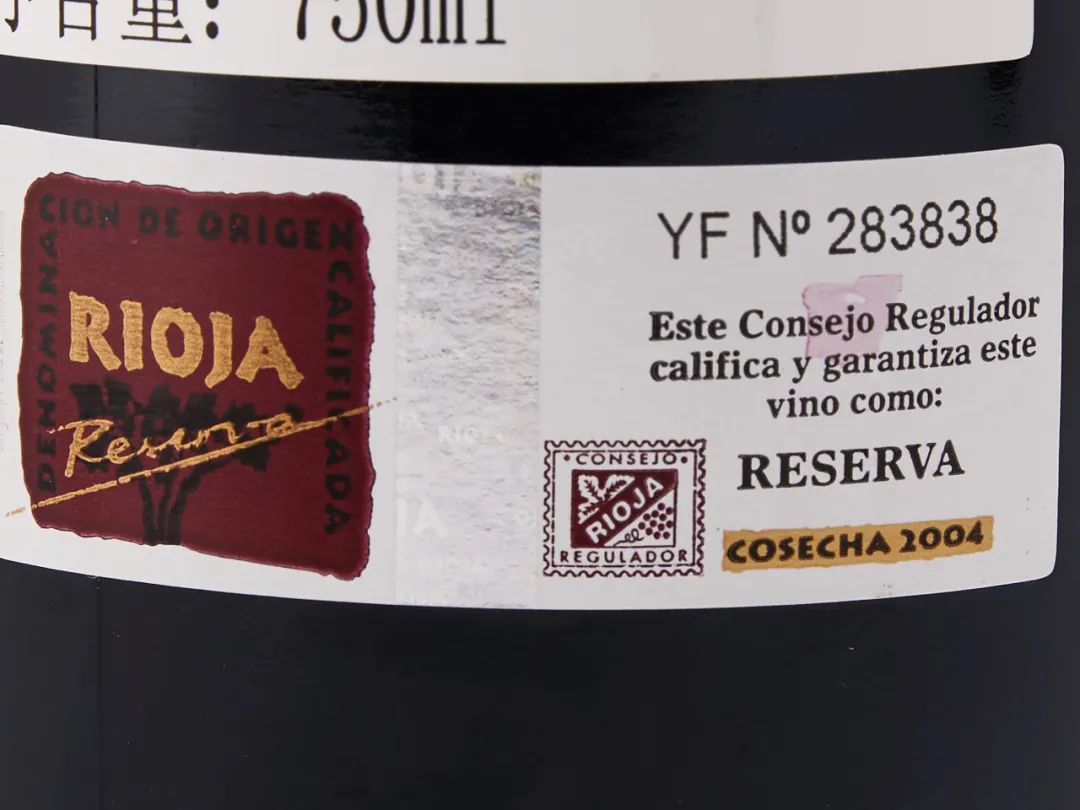 含量: 750ml
DENOMINACION DE ORIGEN CALIFICADA
RIOJA
Reserva
YF Nº 283838
Este Consejo Regulador
califica y garantiza este
vino como:
RESERVA
COSECHA 2004
CONSEJO
RIOJA
REGULADOR